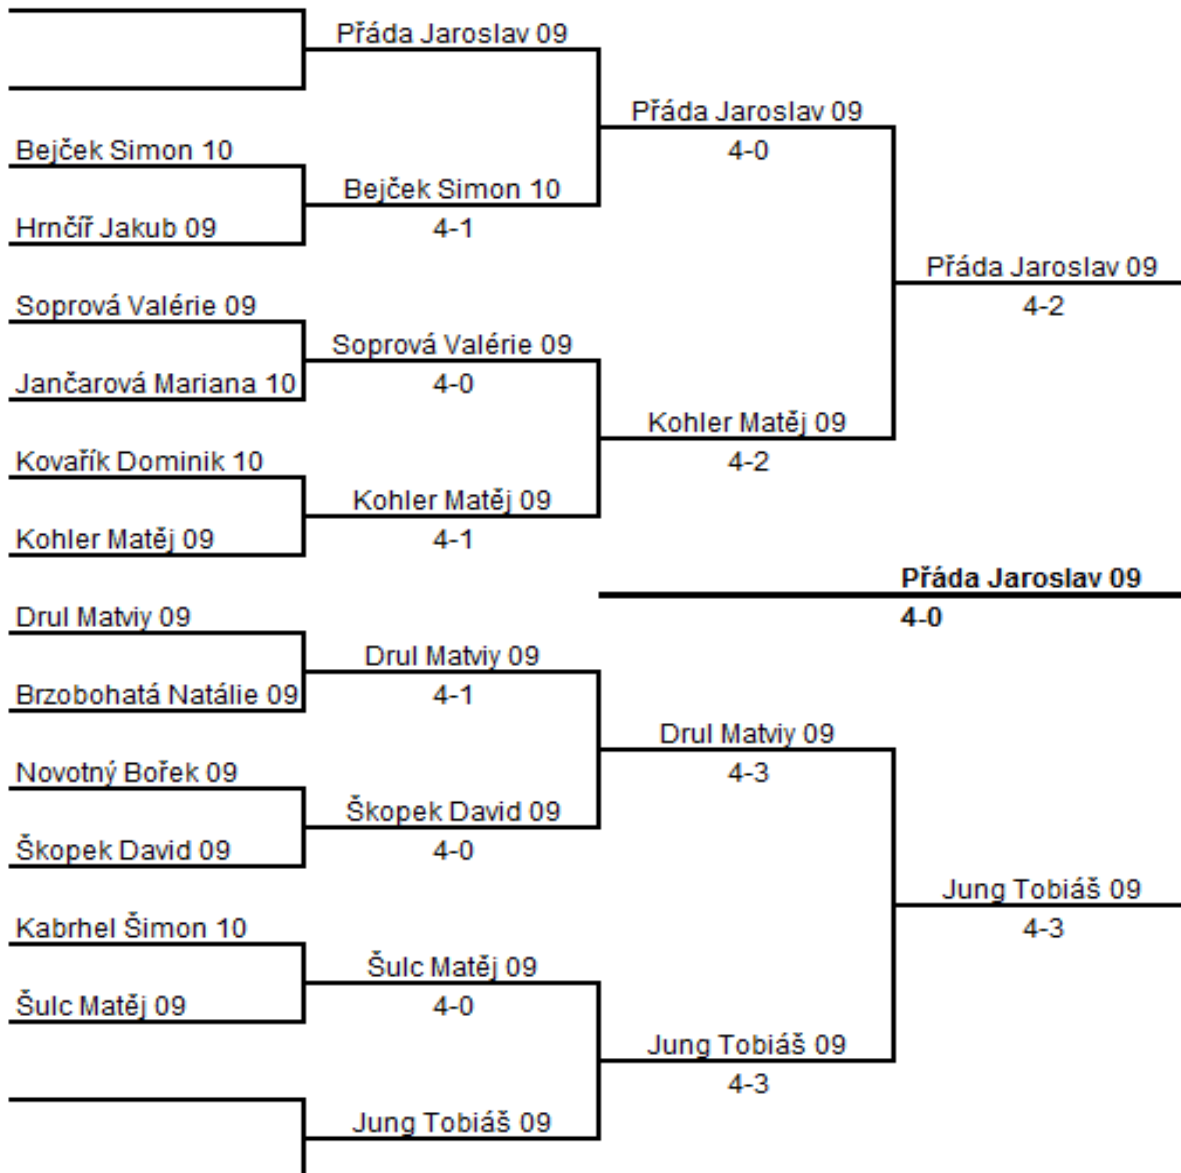 Přáda Jaroslav 09
Přáda Jaroslav 09
4-0
Bejček Simon 10
Bejček Simon 10
4-1
Hrnčíř Jakub 09
Přáda Jaroslav 09
4-2
Soprová Valérie 09
Soprová Valérie 09
4-0
Jančarová Mariana 10
Kohler Matěj 09
4-2
Kovařík Dominik 10
Kohler Matěj 09
4-1
Kohler Matěj 09
Přáda Jaroslav 09
4-0
Drul Matviy 09
Drul Matviy 09
4-1
Brzobohatá Natálie 09
Drul Matviy 09
4-3
Novotný Bořek 09
Škopek David 09
4-0
Škopek David 09
Jung Tobiáš 09
4-3
Kabrhel Šimon 10
Šulc Matěj 09
4-0
Šulc Matěj 09
Jung Tobiáš 09
4-3
Jung Tobiáš 09